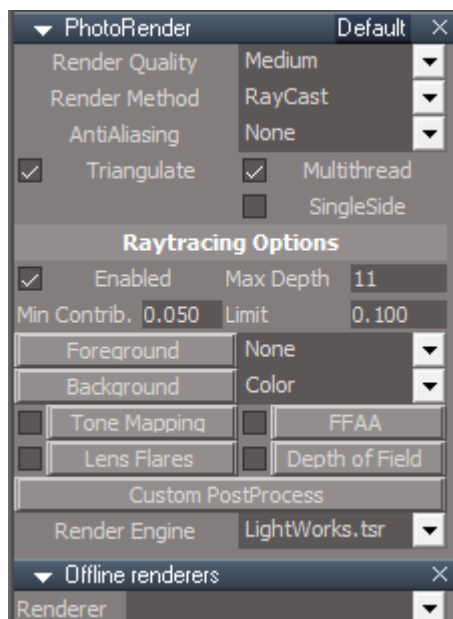 PhotoRender Default
Render Quality Medium
Render Method RayCast
AntiAliasing None
Triangulate Multithread
SingleSide
Raytracing Options
Enabled Max Depth 11
Min Contrib. 0.050 Limit 0.100
Foreground None
Background Color
Tone Mapping FFAA
Lens Flares Depth of Field
Custom PostProcess
Render Engine LightWorks.tsr
Offline renderers
Renderer